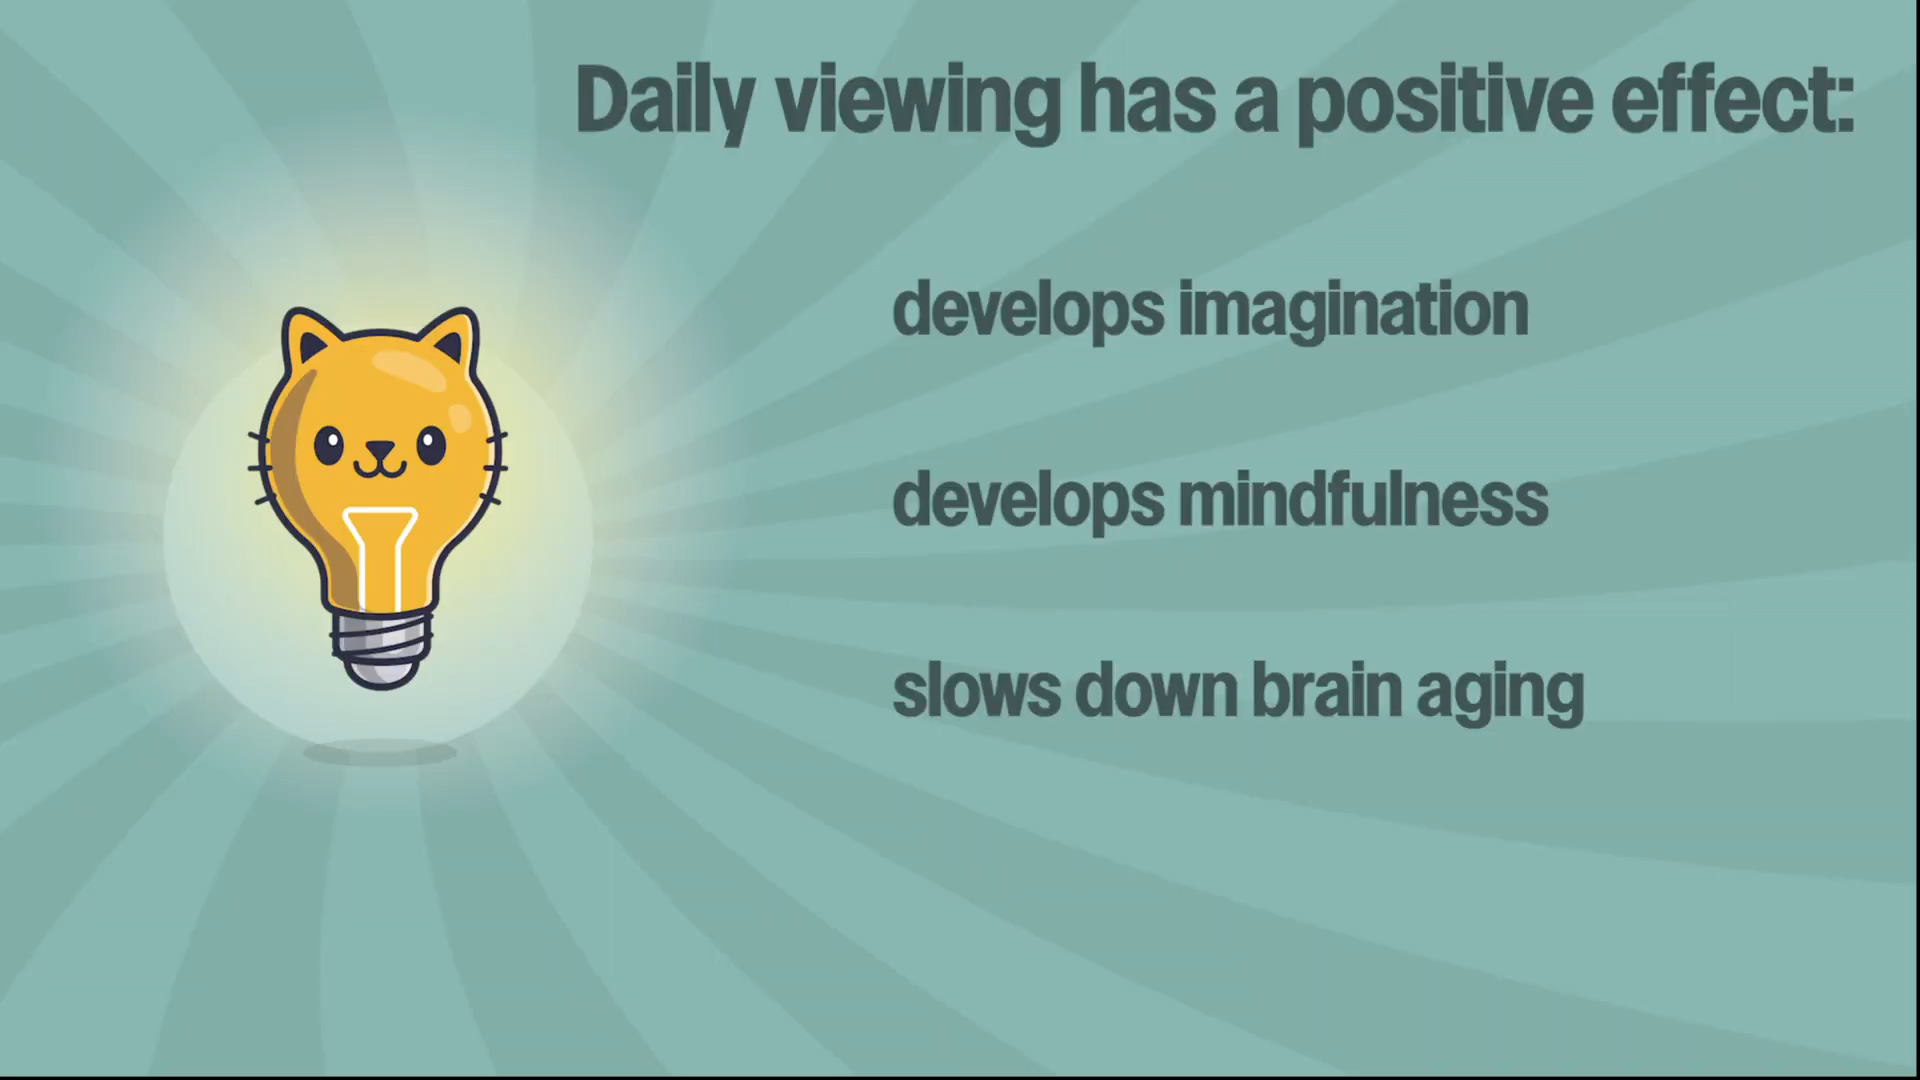 Daily viewing has a positive effect:
develops imagination
develops mindfulness
slows down brain aging